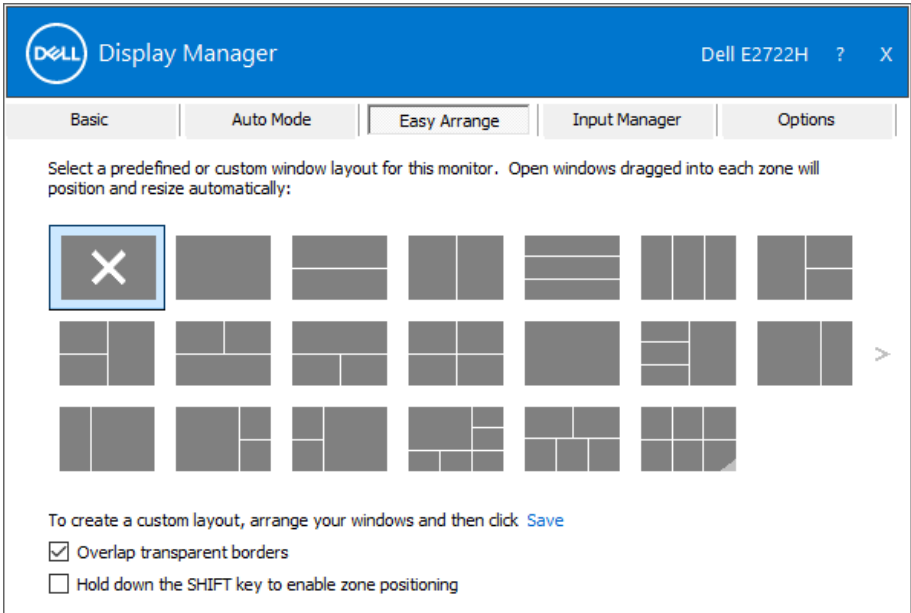 DELL Display Manager Dell E2722H ? X
Basic Auto Mode Easy Arrange Input Manager Options
Select a predefined or custom window layout for this monitor. Open windows dragged into each zone will
position and resize automatically:
>
To create a custom layout, arrange your windows and then click Save
Overlap transparent borders
Hold down the SHIFT key to enable zone positioning